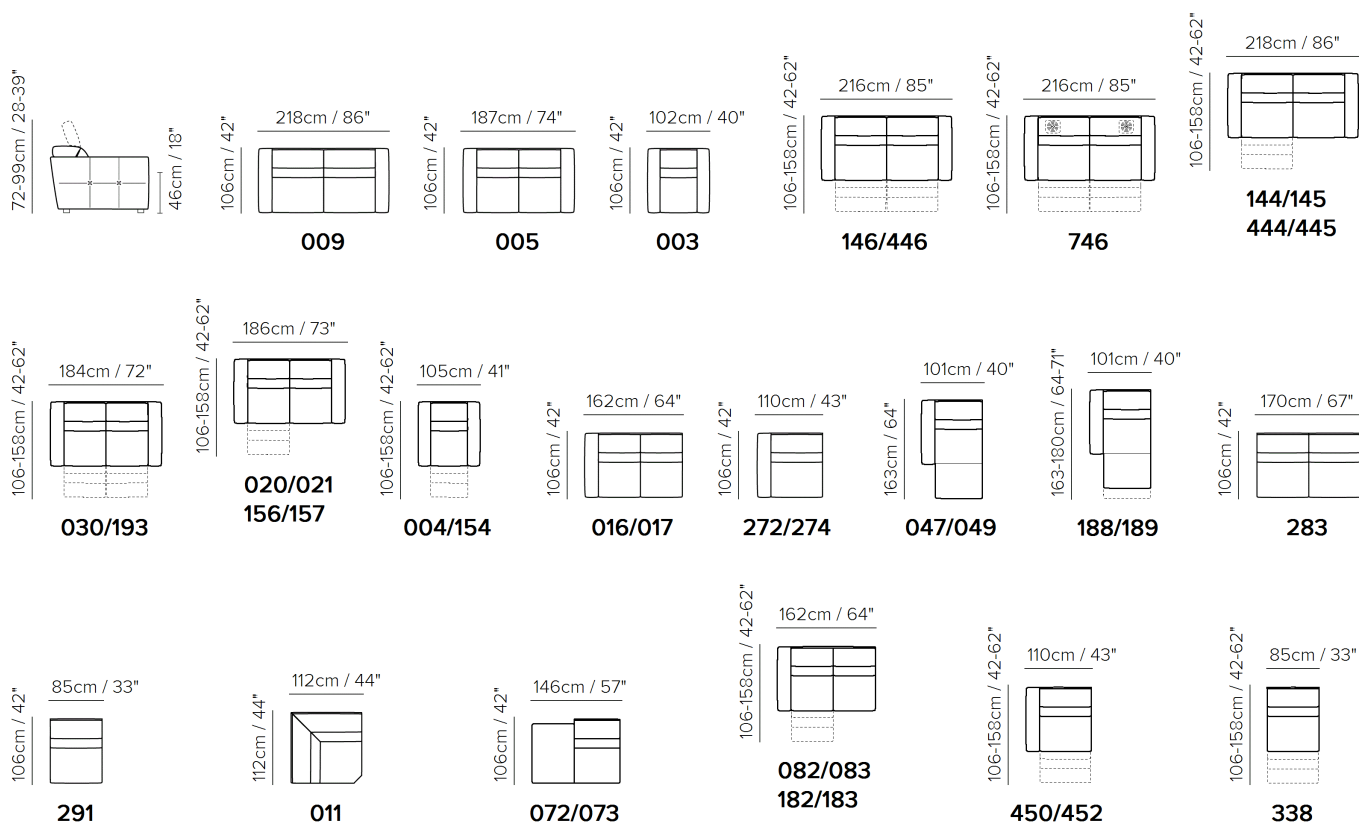 72-99cm / 28-39"
46cm / 18"
106cm / 42"
218cm / 86"
009
106cm / 42"
187cm / 74"
005
106cm / 42"
102cm / 40"
003
106-158cm / 42-62"
216cm / 85"
146/446
106-158cm / 42-62"
216cm / 85"
746
106-158cm / 42-62"
218cm / 86"
144/145
444/445
106-158cm / 42-62"
184cm / 72"
030/193
106-158cm / 42-62"
186cm / 73"
020/021
156/157
106-158cm / 42-62"
105cm / 41"
004/154
106cm / 42"
162cm / 64"
016/017
106cm / 42"
110cm / 43"
272/274
163cm / 64"
101cm / 40"
047/049
163-180cm / 64-71"
101cm / 40"
188/189
106cm / 42"
170cm / 67"
283
106cm / 42"
85cm / 33"
291
112cm / 44"
112cm / 44"
011
106cm / 42"
146cm / 57"
072/073
106-158cm / 42-62"
162cm / 64"
082/083
182/183
106-158cm / 42-62"
110cm / 43"
450/452
106-158cm / 42-62"
85cm / 33"
338